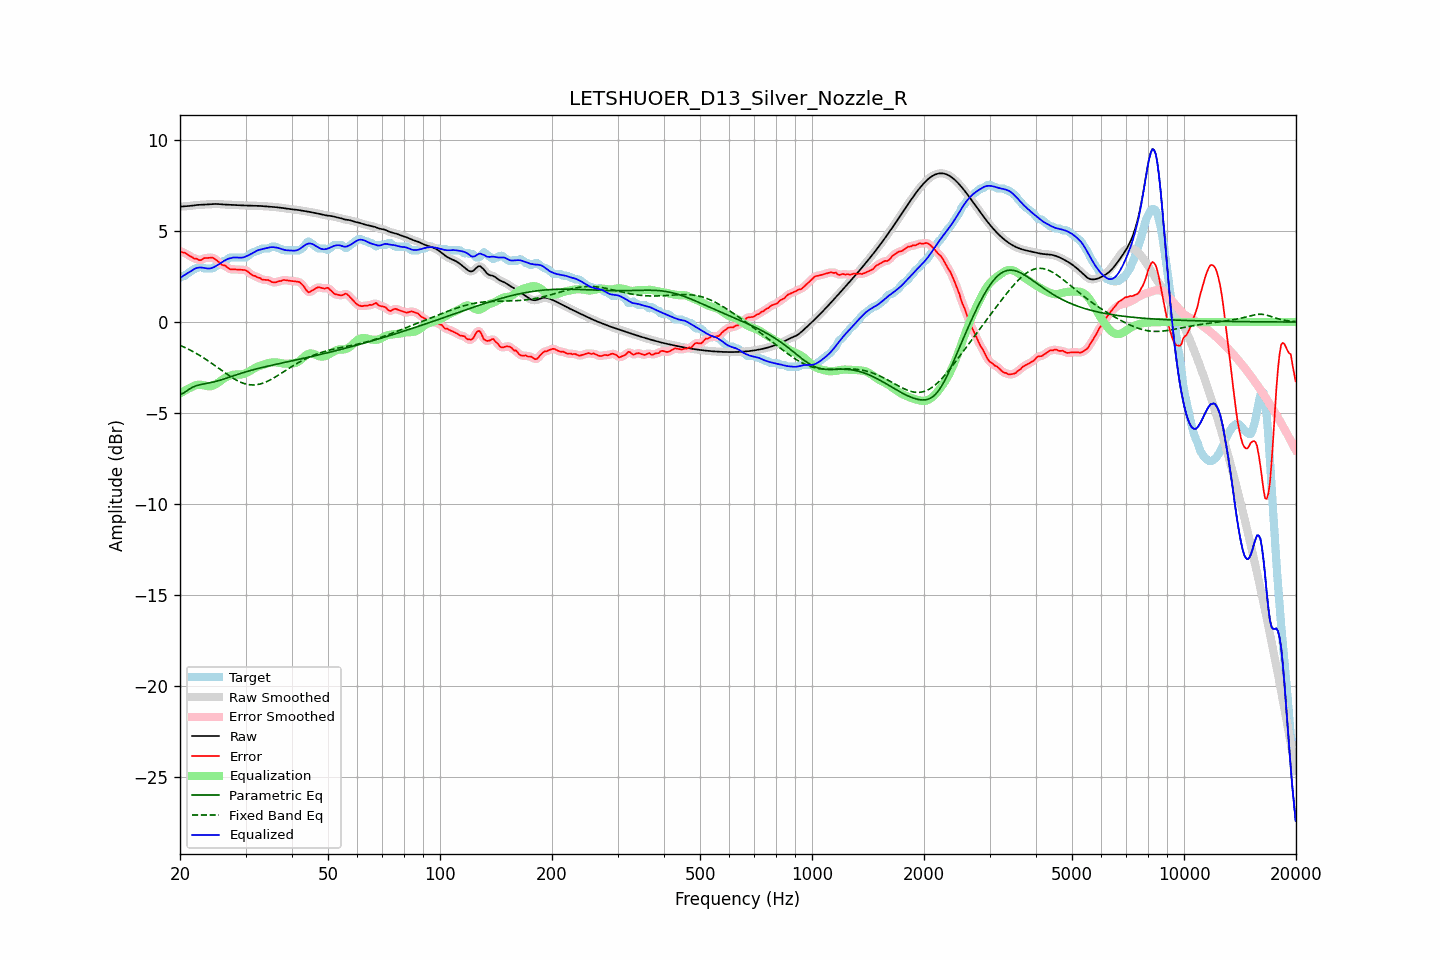 LETSHUOER_D13_Silver_Nozzle_R
10
5
0
−5
−10
−15
−20
−25
Amplitude (dBr)
Target
Raw Smoothed
Error Smoothed
Raw
Error
Equalization
Parametric Eq
Fixed Band Eq
Equalized
20 50 100 200 500 1000 2000 5000 10000 20000
Frequency (Hz)